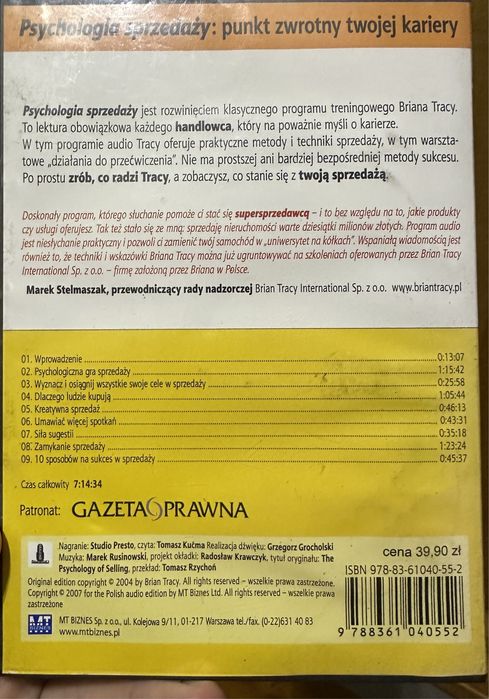 Psychologia sprzedaży: punkt zwrotny twojej kariery
Psychologia sprzedaży jest rozwinięciem klasycznego programu treningowego Briana Tracy.
To lektura obowiązkowa każdego handlowca, który na poważnie myśli o karierze.
W tym programie audio Tracy oferuje praktyczne metody i techniki sprzedaży, w tym warszta-
towe „działania do przećwiczenia”. Nie ma prostszej ani bardziej bezpośredniej metody sukcesu.
Po prostu zrób, co radzi Tracy, a zobaczysz, co stanie się z twoją sprzedażą.
Doskonały program, którego słuchanie pomoże ci stać się supersprzedawcą – i to bez względu na to, jakie produkty
czy usługi oferujesz. Tak też stało się ze mną: sprzedaję nieruchomości warte dziesiątki milionów złotych. Program audio
jest niesłychanie praktyczny i pozwoli ci zamienić twój samochód w „uniwersytet na kółkach”. Wspaniałą wiadomością jest
również to, że techniki i wskazówki Briana Tracy można już ugruntowywać na szkoleniach oferowanych przez Brian Tracy
International Sp. z o.o. – firmę założoną przez Briana w Polsce.
Marek Stelmaszak, przewodniczący rady nadzorczej Brian Tracy International Sp. z o.o. www.briantracy.pl
01. Wprowadzenie ........ 0:13:07
02. Psychologiczna gra sprzedaży ........ 1:15:42
03. Wyznacz i osiągnij wszystkie swoje cele w sprzedaży ........ 0:25:58
04. Dlaczego ludzie kupują ........ 1:05:44
05. Kreatywna sprzedaż ........ 0:46:13
06. Umawiać więcej spotkań ........ 0:43:31
07. Siła sugestii ........ 0:35:18
08. Zamykanie sprzedaży ........ 1:23:24
09. 10 sposobów na sukces w sprzedaży ........ 0:45:37
Czas całkowity 7:14:34
Patronat: GAZETA PRAWNA
Nagranie: Studio Presto, czyta: Tomasz Kućma Realizacja dźwięku: Grzegorz Grocholski
Muzyka: Marek Rusinowski, projekt okładki: Radosław Krawczyk, tytuł oryginału: The
Psychology of Selling, przekład: Tomasz Rzychoń
Original edition copyright © 2004 by Brian Tracy. All rights reserved – wszelkie prawa zastrzeżone.
Copyright © 2007 for the Polish audio edition by MT Biznes Ltd. All rights reserved – wszelkie prawa
zastrzeżone
MT BIZNES
MT BIZNES Sp. z o.o., ul. Kolejowa 9/11, 01-217 Warszawa tel./fax. (0-22)631 40 83
www.mtbiznes.pl
cena 39,90 zł
ISBN 978-83-61040-55-2
9 788361 040552